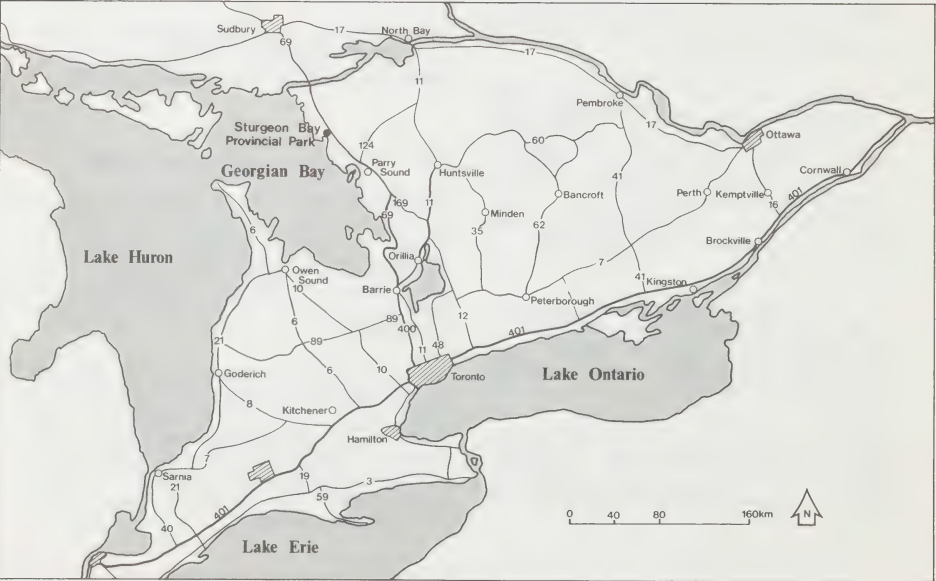 Sudbury
69
17
North Bay
17
11
Pembroke
17
Ottawa
Sturgeon Bay
Provincial Park
124
60
Georgian Bay
Parry
Sound
Huntsville
41
Cornwall
Bancroft
Perth
Kemptville
401
16
169
11
69
Minden
35
62
6
Brockville
Lake Huron
Orillia
7
Owen
Sound
10
41
Kingston
Barrie
Peterborough
6
89
400
12
401
21
89
11
48
Goderich
6
10
Toronto
Lake Ontario
8
Kitchener
Hamilton
7
Sarnia
21
19
3
59
401
40
0
40
80
160km
N
Lake Erie